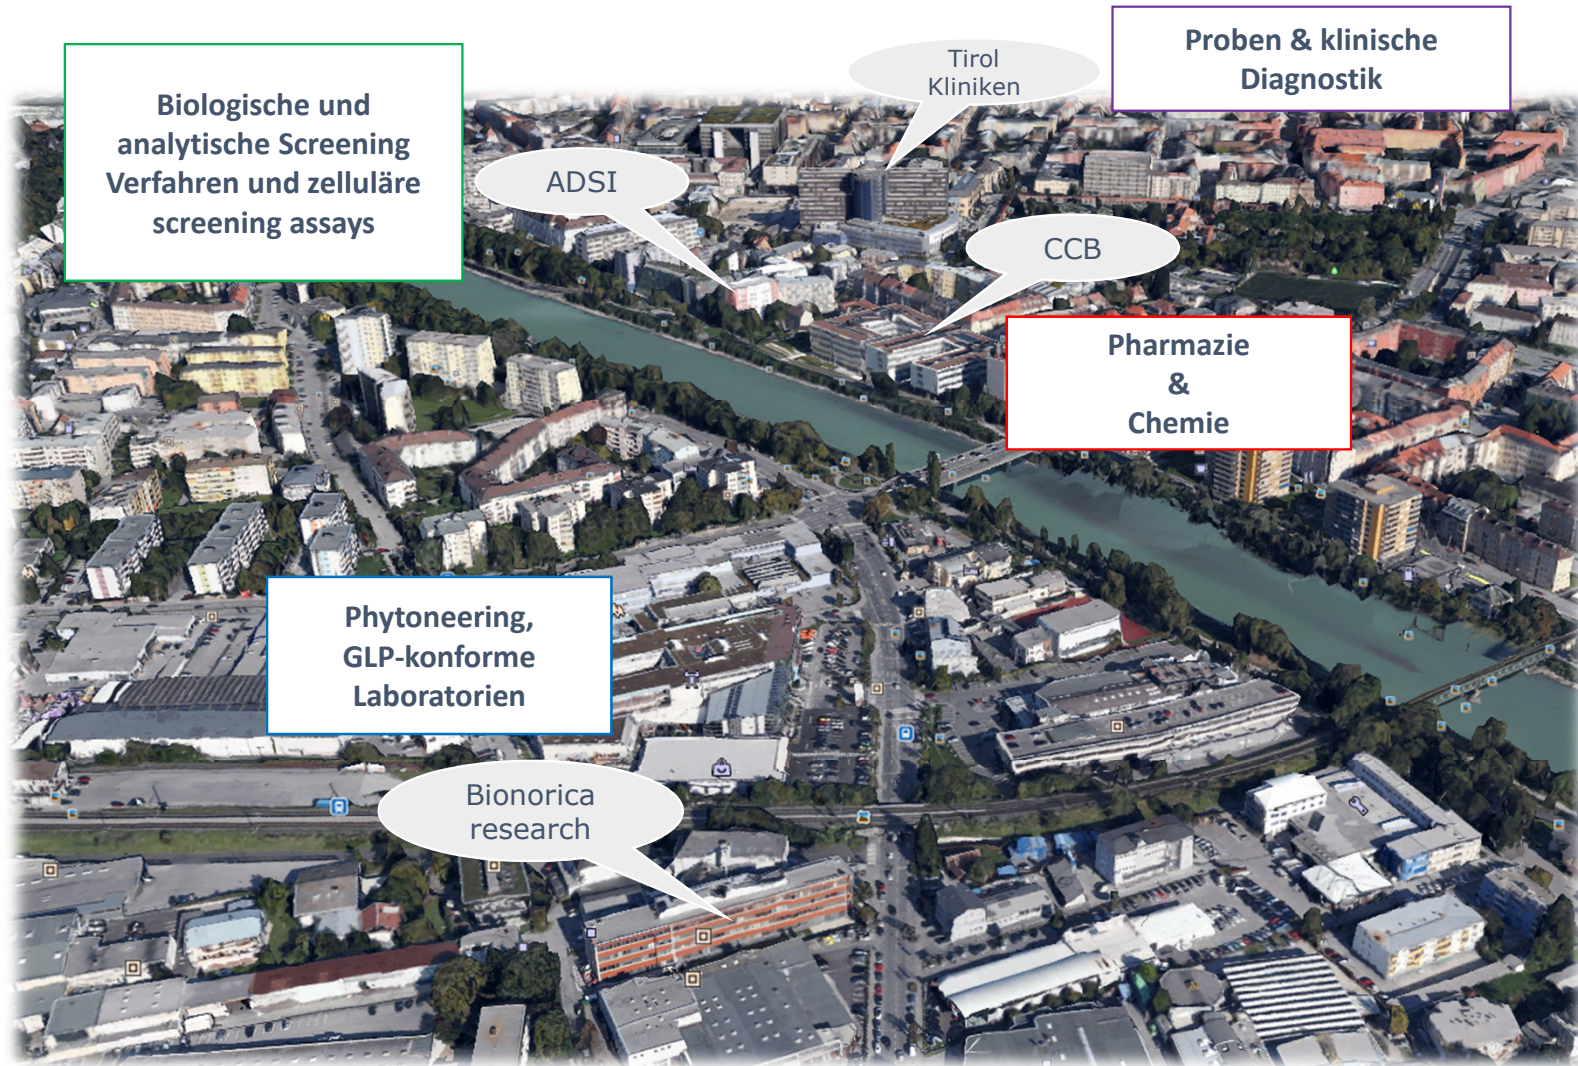 Proben & klinische
Diagnostik
Tirol
Kliniken
Biologische und
analytische Screening
Verfahren und zelluläre
screening assays
ADSI
CCB
Pharmazie
&
Chemie
Phytoneering,
GLP-konforme
Laboratorien
Bionorica
research